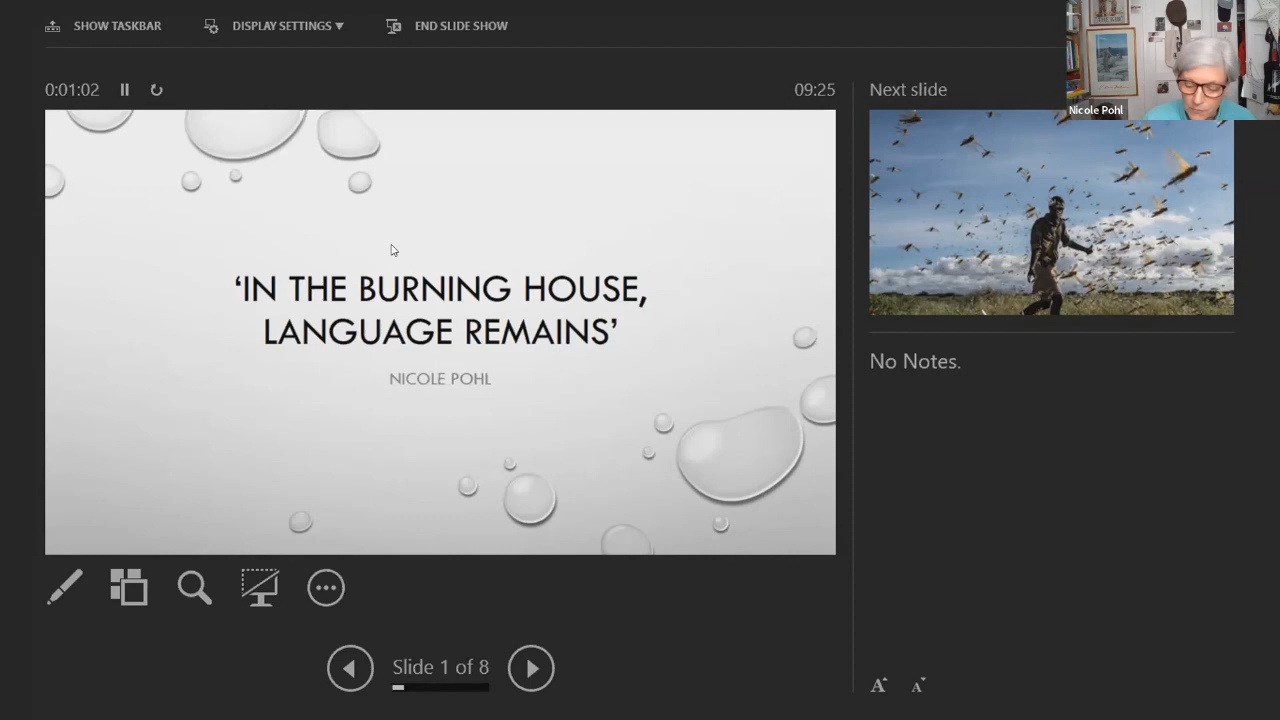 SHOW TASKBAR
DISPLAY SETTINGS ▼
END SLIDE SHOW
0:01:02
09:25
Next slide
Nicole Pohl
‘IN THE BURNING HOUSE,
LANGUAGE REMAINS’
NICOLE POHL
No Notes.
Slide 1 of 8
A
A